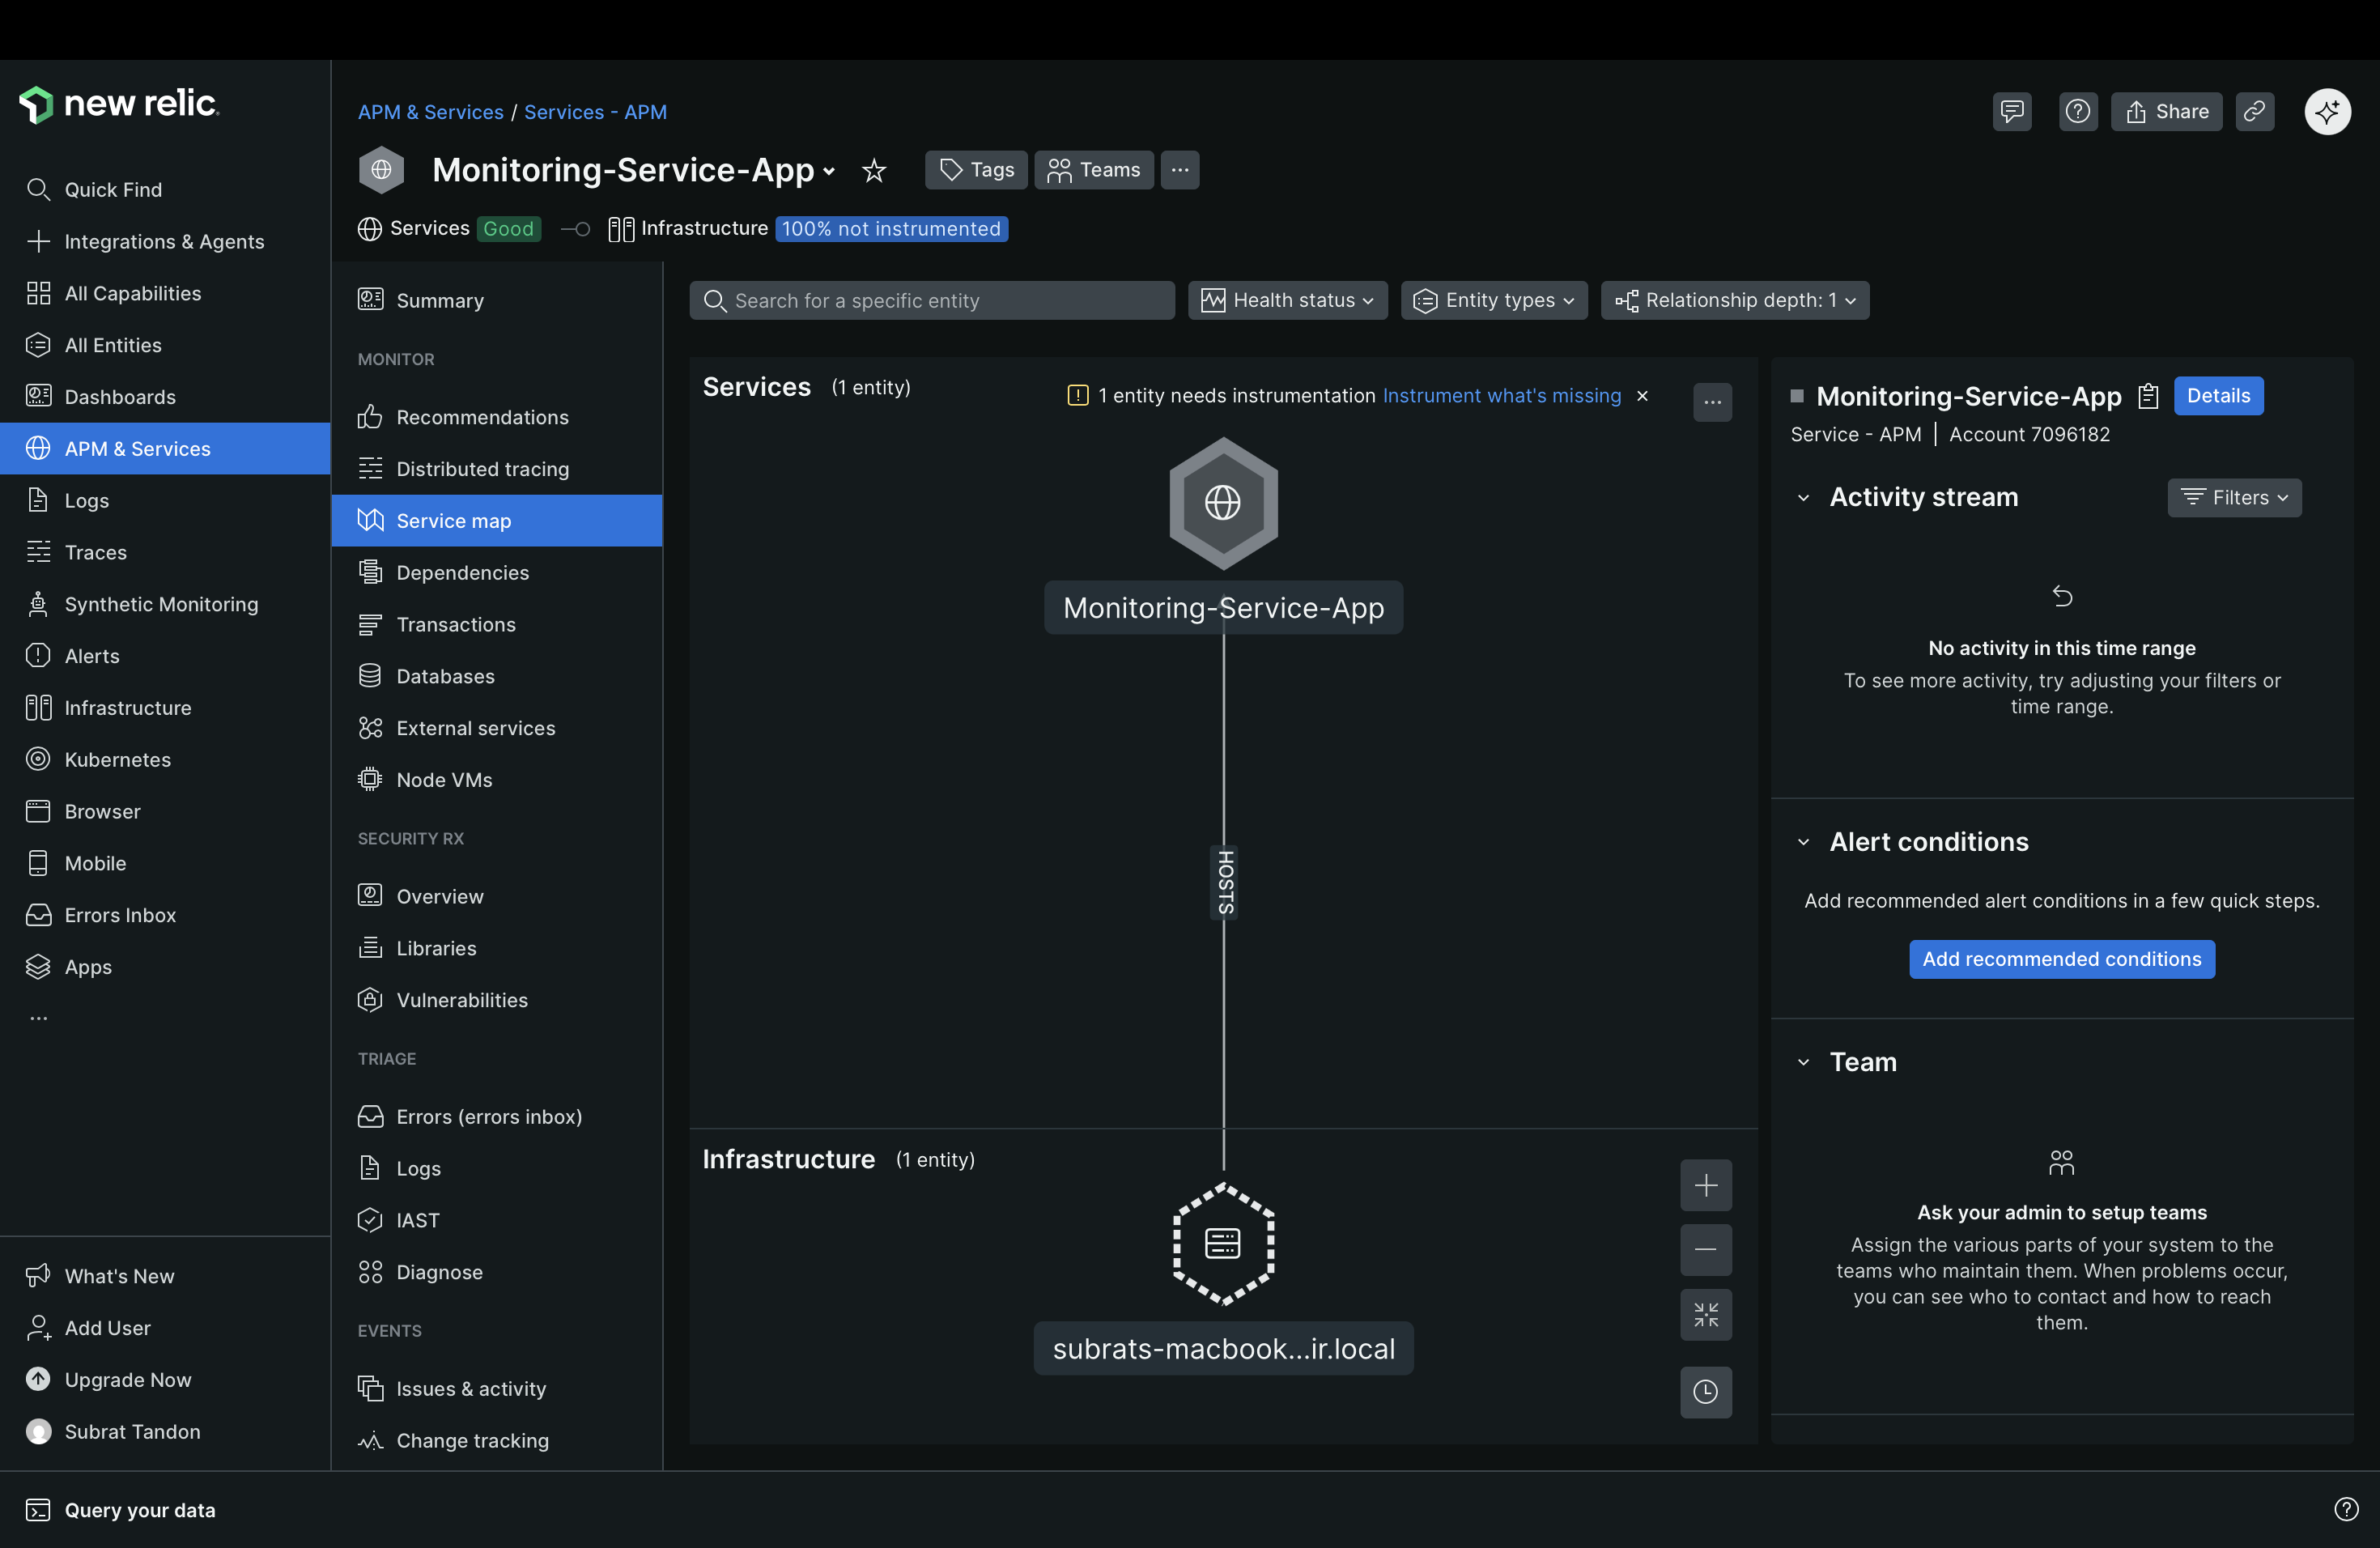 new relic
Quick Find
Integrations & Agents
All Capabilities
All Entities
Dashboards
APM & Services
Logs
Traces
Synthetic Monitoring
Alerts
Infrastructure
Kubernetes
Browser
Mobile
Errors Inbox
Apps
...
What's New
Add User
Upgrade Now
Subrat Tandon
Query your data
APM & Services / Services - APM
Share
Monitoring-Service-App
Tags
Teams
...
Services Good
Infrastructure 100% not instrumented
Summary
MONITOR
Recommendations
Distributed tracing
Service map
Dependencies
Transactions
Databases
External services
Node VMs
SECURITY RX
Overview
Libraries
Vulnerabilities
TRIAGE
Errors (errors inbox)
Logs
IAST
Diagnose
EVENTS
Issues & activity
Change tracking
Search for a specific entity
Health status
Entity types
Relationship depth: 1
Services (1 entity)
1 entity needs instrumentation Instrument what's missing
...
Monitoring-Service-App
HOSTS
Infrastructure (1 entity)
subrats-macbook...ir.local
Monitoring-Service-App
Details
Service - APM | Account 7096182
Activity stream
Filters
No activity in this time range
To see more activity, try adjusting your filters or
time range.
Alert conditions
Add recommended alert conditions in a few quick steps.
Add recommended conditions
Team
Ask your admin to setup teams
Assign the various parts of your system to the
teams who maintain them. When problems occur,
you can see who to contact and how to reach
them.